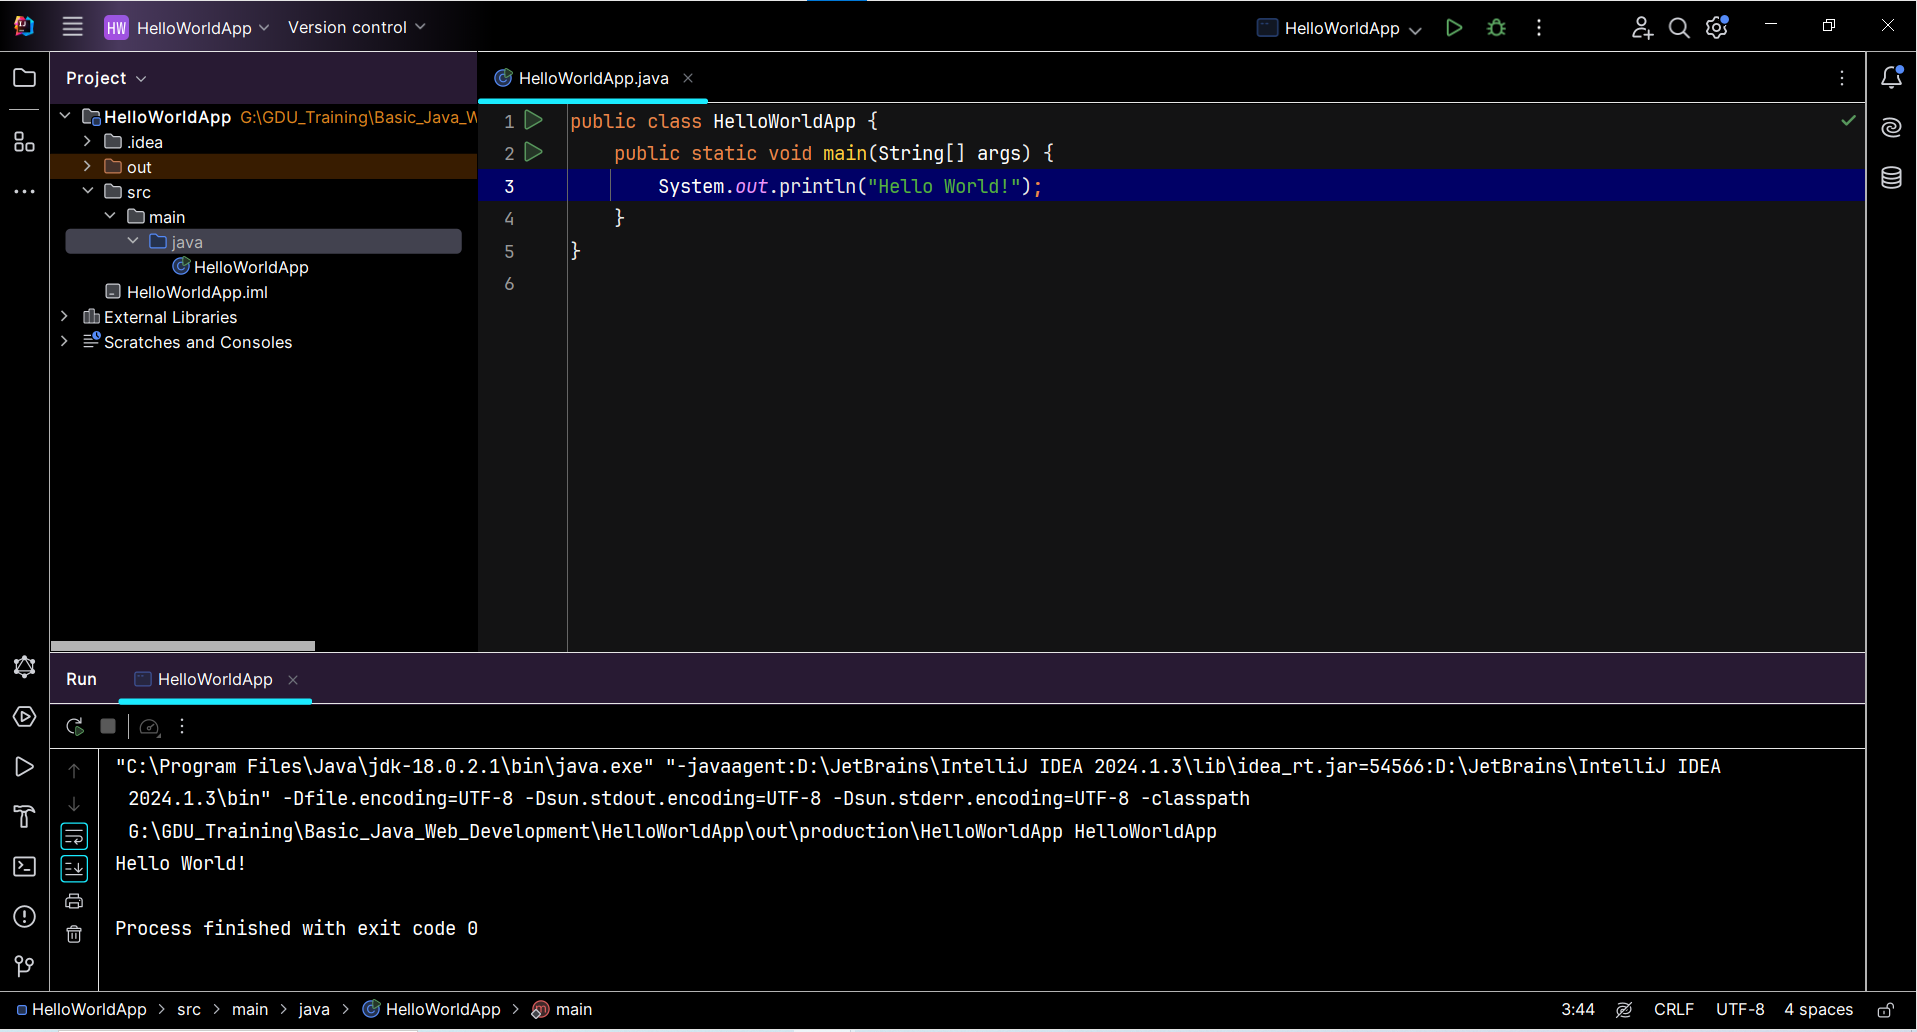 HW HelloWorldApp Version control HelloWorldApp
Project
HelloWorldApp G:\GDU_Training\Basic_Java_W
.idea
out
src
main
java
HelloWorldApp
HelloWorldApp.iml
External Libraries
Scratches and Consoles
HelloWorldApp.java
1 public class HelloWorldApp {
2 public static void main(String[] args) {
3 System.out.println("Hello World!");
4 }
5 }
6
Run HelloWorldApp
"C:\Program Files\Java\jdk-18.0.2.1\bin\java.exe" "-javaagent:D:\JetBrains\IntelliJ IDEA 2024.1.3\lib\idea_rt.jar=54566:D:\JetBrains\IntelliJ IDEA
2024.1.3\bin" -Dfile.encoding=UTF-8 -Dsun.stdout.encoding=UTF-8 -Dsun.stderr.encoding=UTF-8 -classpath
G:\GDU_Training\Basic_Java_Web_Development\HelloWorldApp\out\production\HelloWorldApp HelloWorldApp
Hello World!
Process finished with exit code 0
HelloWorldApp > src > main > java > HelloWorldApp > main 3:44 CRLF UTF-8 4 spaces